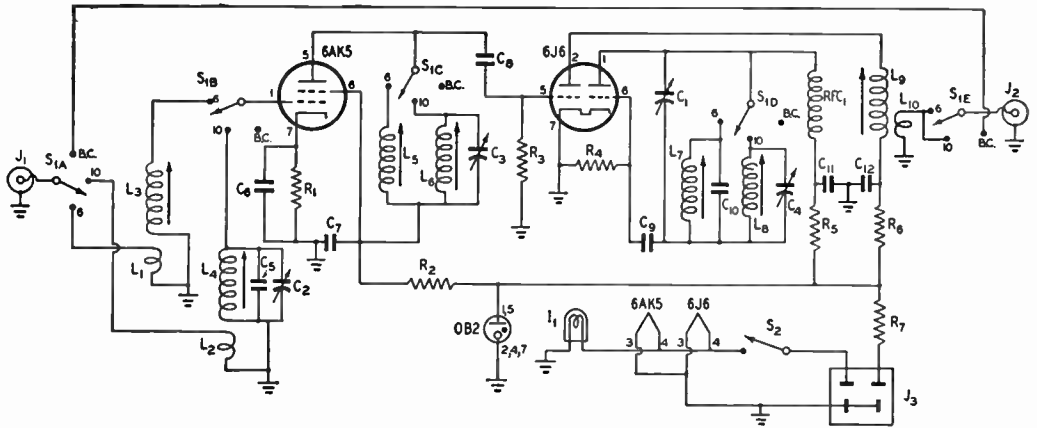 6AK5
5
1
6
7
S1B
6
10
B.C.
S1C
6
10
B.C.
C8
6J6
2
1
5
6
7
C1
S1D
6
10
B.C.
RFC1
L9
L10
S1E
6
10
B.C.
J2
J1
S1A
B.C.
10
6
L3
L1
L4
L2
C5
C2
C6
R1
C7
L5
L6
C3
R3
R4
C9
L7
C10
L8
C4
C11
C12
R5
R6
R2
OB2
1,5
2,4,7
I1
6AK5
3
4
6J6
3
4
S2
R7
J3